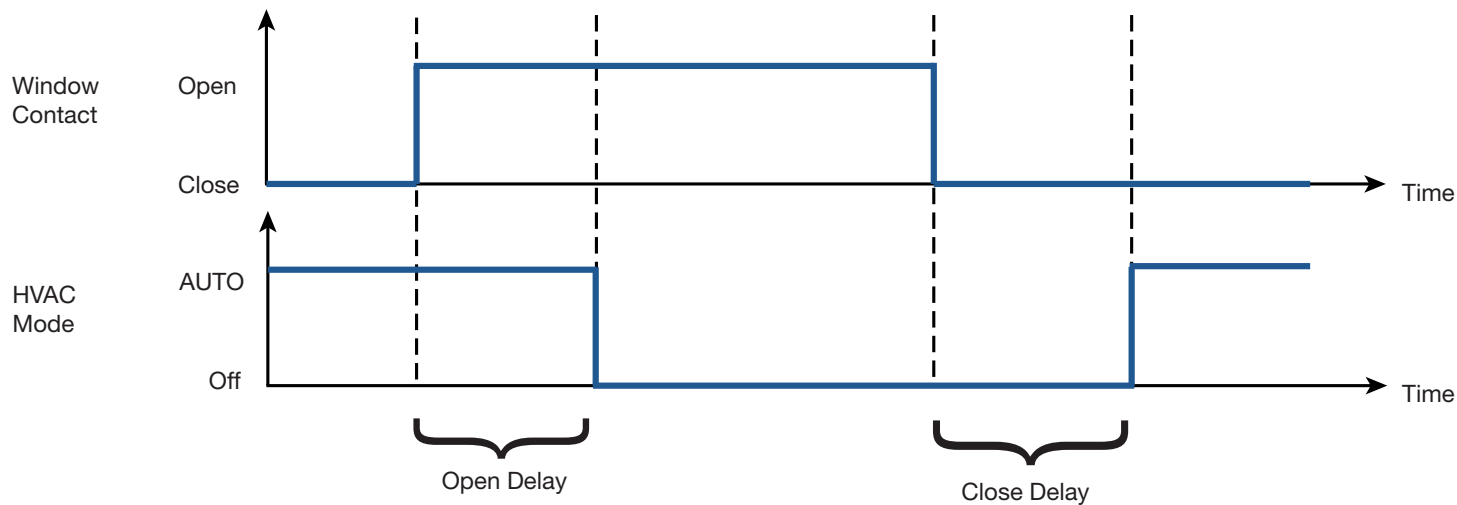 Window
Contact
Open
Close
Time
HVAC
Mode
AUTO
Off
Time
Open Delay
Close Delay